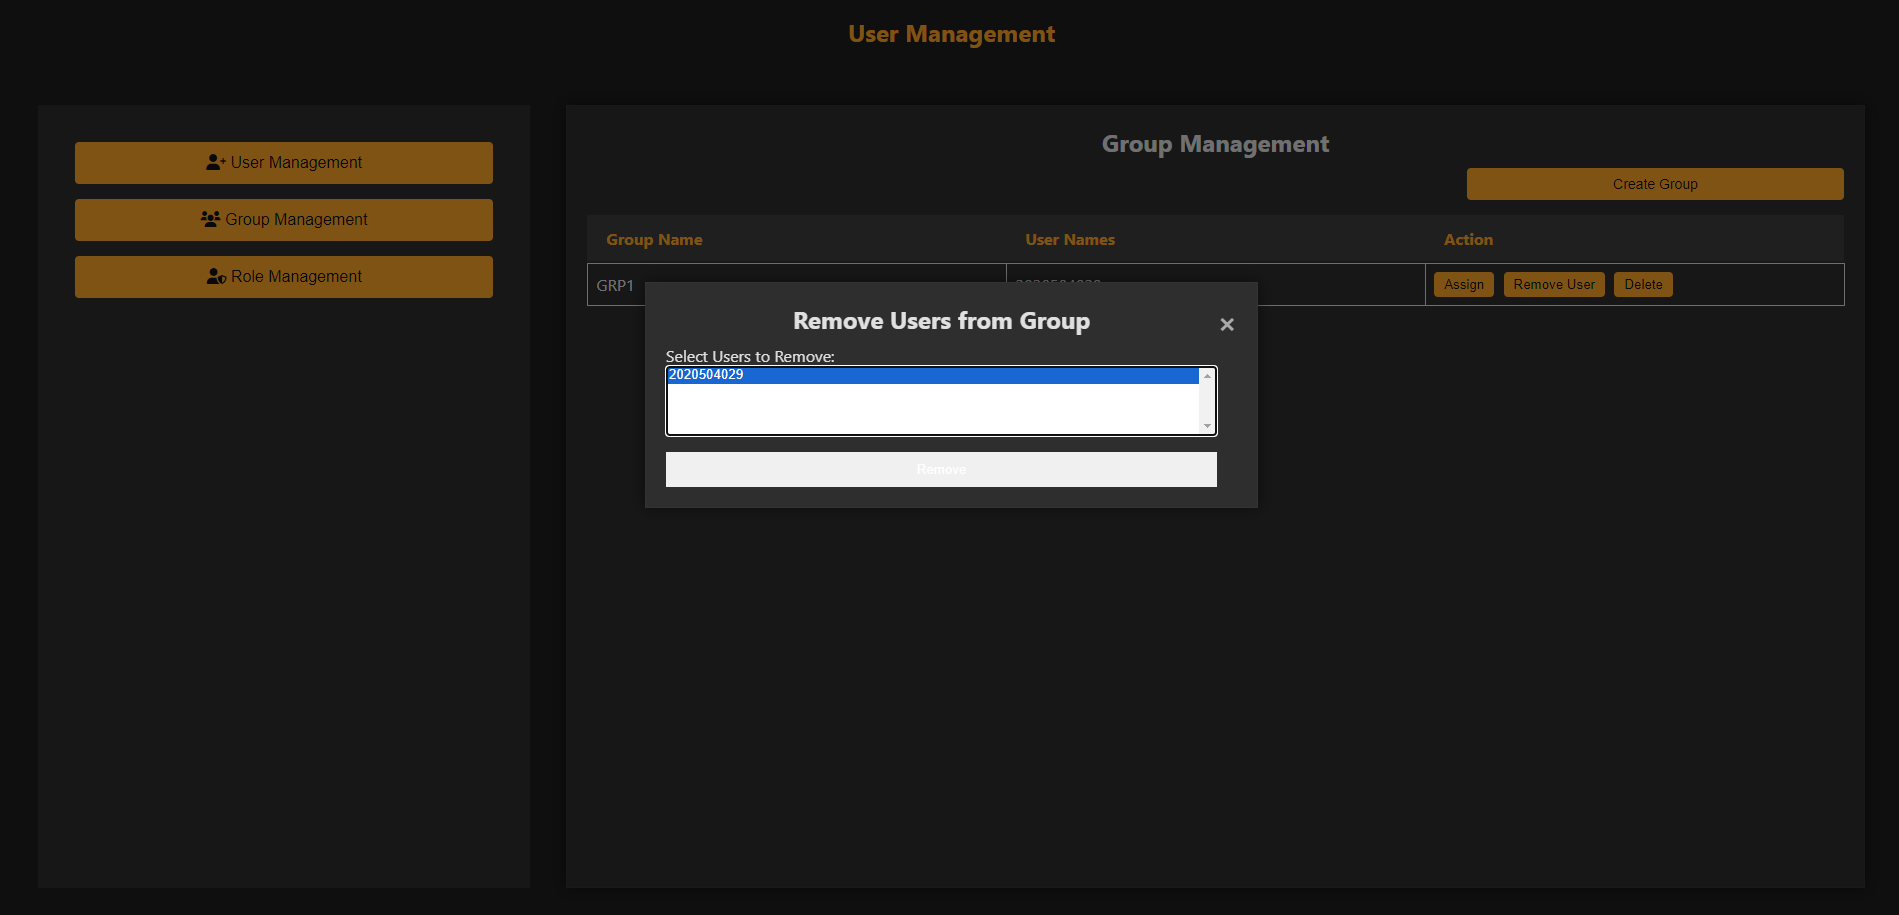 User Management
User Management
Group Management
Role Management
Group Management
Create Group
Group Name User Names Action
GRP1 Assign Remove User Delete
Remove Users from Group ×
Select Users to Remove:
2020504029
Remove